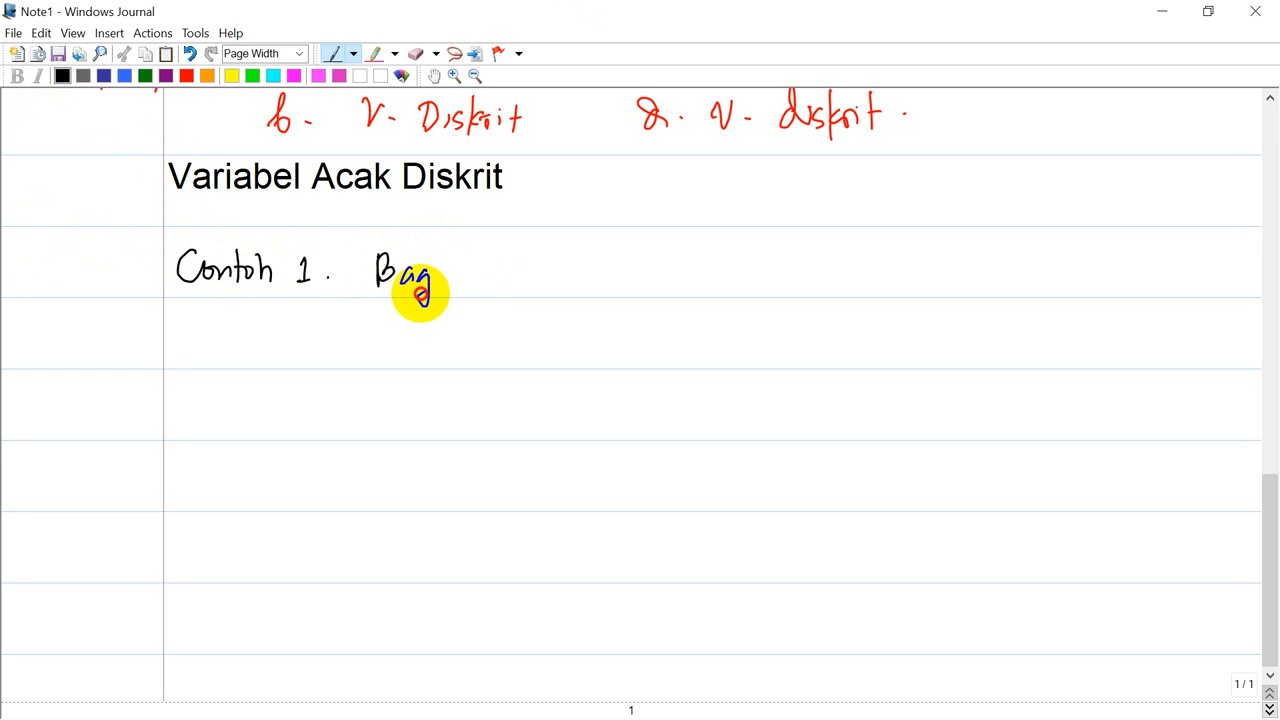 Note1 - Windows Journal
File Edit View Insert Actions Tools Help
Page Width
B I
b. V. Diskrit V. diskrit.
Variabel Acak Diskrit
Contoh 1. Bag
1 / 1
1